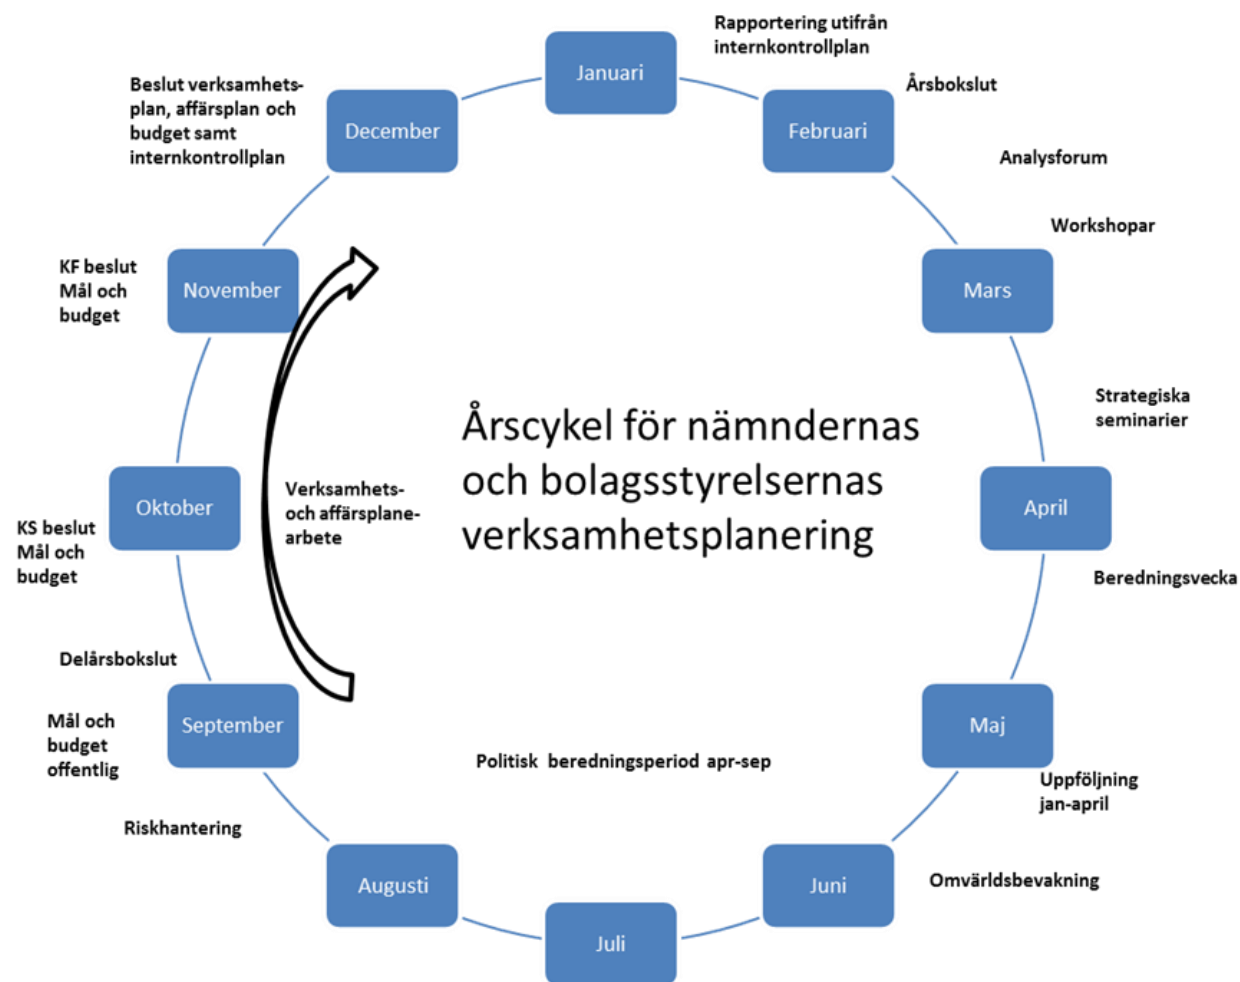 Januari
Rapportering utifrån
internkontrollplan
Februari
Årsbokslut
Analysforum
Workshopar
Mars
Strategiska
seminarier
April
Beredningsvecka
Maj
Uppföljning
jan-april
Juni
Omvärldsbevakning
Juli
Augusti
Riskhantering
September
Mål och
budget
offentlig
Delårsbokslut
Oktober
KS beslut
Mål och
budget
November
KF beslut
Mål och
budget
December
Beslut verksamhets-
plan, affärsplan och
budget samt
internkontrollplan
Verksamhets-
och affärsplane-
arbete
Årscykel för nämndernas
och bolagsstyrelsernas
verksamhetsplanering
Politisk beredningsperiod apr-sep